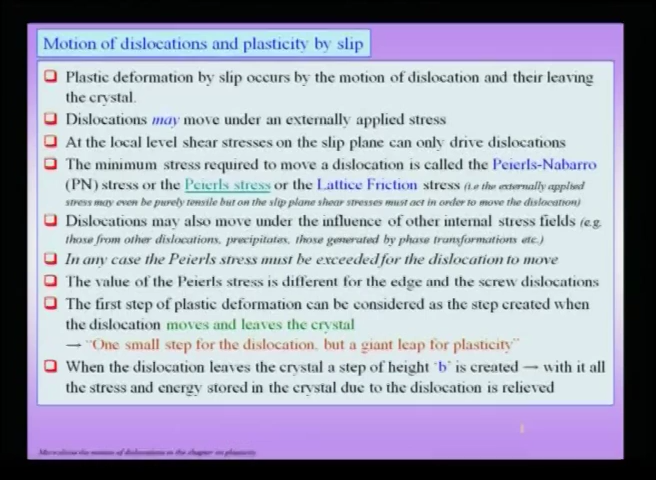 Motion of dislocations and plasticity by slip
❑ Plastic deformation by slip occurs by the motion of dislocation and their leaving
the crystal.
❑ Dislocations may move under an externally applied stress
❑ At the local level shear stresses on the slip plane can only drive dislocations
❑ The minimum stress required to move a dislocation is called the Peierls-Nabarro
(PN) stress or the Peierls stress or the Lattice Friction stress (i.e the externally applied
stress may even be purely tensile but on the slip plane shear stresses must act in order to move the dislocation)
❑ Dislocations may also move under the influence of other internal stress fields (e.g.
those from other dislocations, precipitates, those generated by phase transformations etc.)
❑ In any case the Peierls stress must be exceeded for the dislocation to move
❑ The value of the Peierls stress is different for the edge and the screw dislocations
❑ The first step of plastic deformation can be considered as the step created when
the dislocation moves and leaves the crystal
→ "One small step for the dislocation, but a giant leap for plasticity"
❑ When the dislocation leaves the crystal a step of height 'b' is created → with it all
the stress and energy stored in the crystal due to the dislocation is relieved
More about the motion of dislocations in the chapter on plasticity